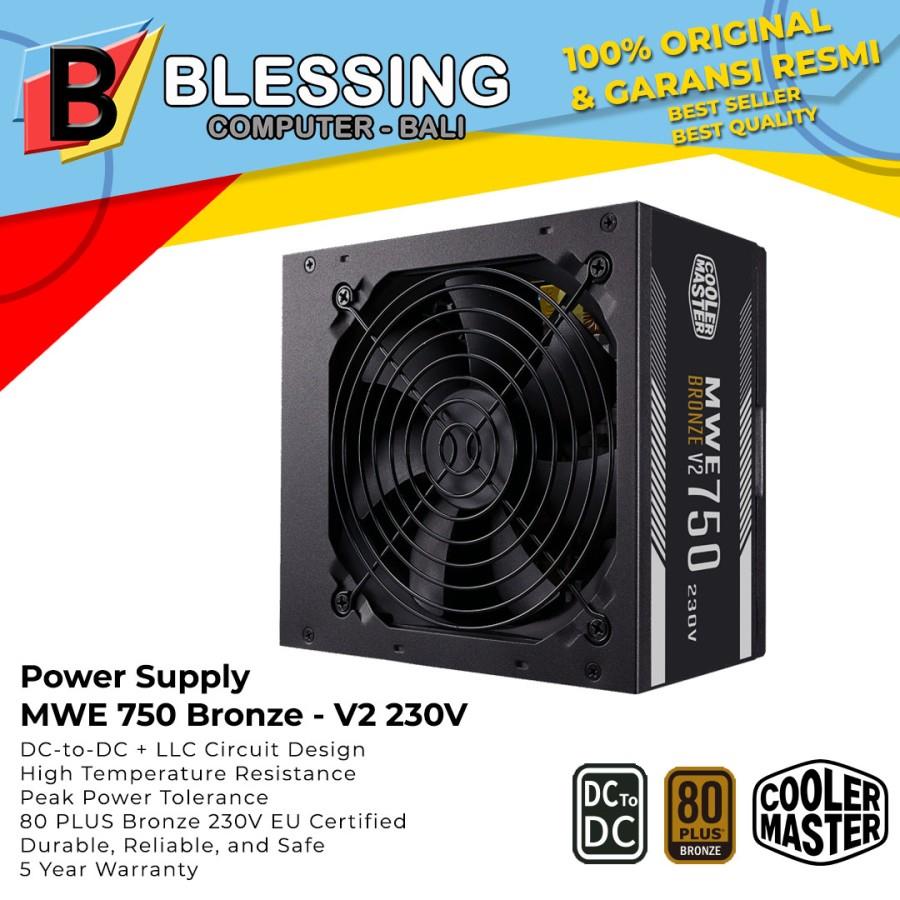 B
BLESSING
COMPUTER - BALI
100% ORIGINAL
& GARANSI RESMI
BEST SELLER
BEST QUALITY
COOLER
MASTER
MWE 750
BRONZE V2
230V
Power Supply
MWE 750 Bronze - V2 230V
DC-to-DC + LLC Circuit Design
High Temperature Resistance
Peak Power Tolerance
80 PLUS Bronze 230V EU Certified
Durable, Reliable, and Safe
5 Year Warranty
DC To
DC
80
PLUS
BRONZE
COOLER
MASTER